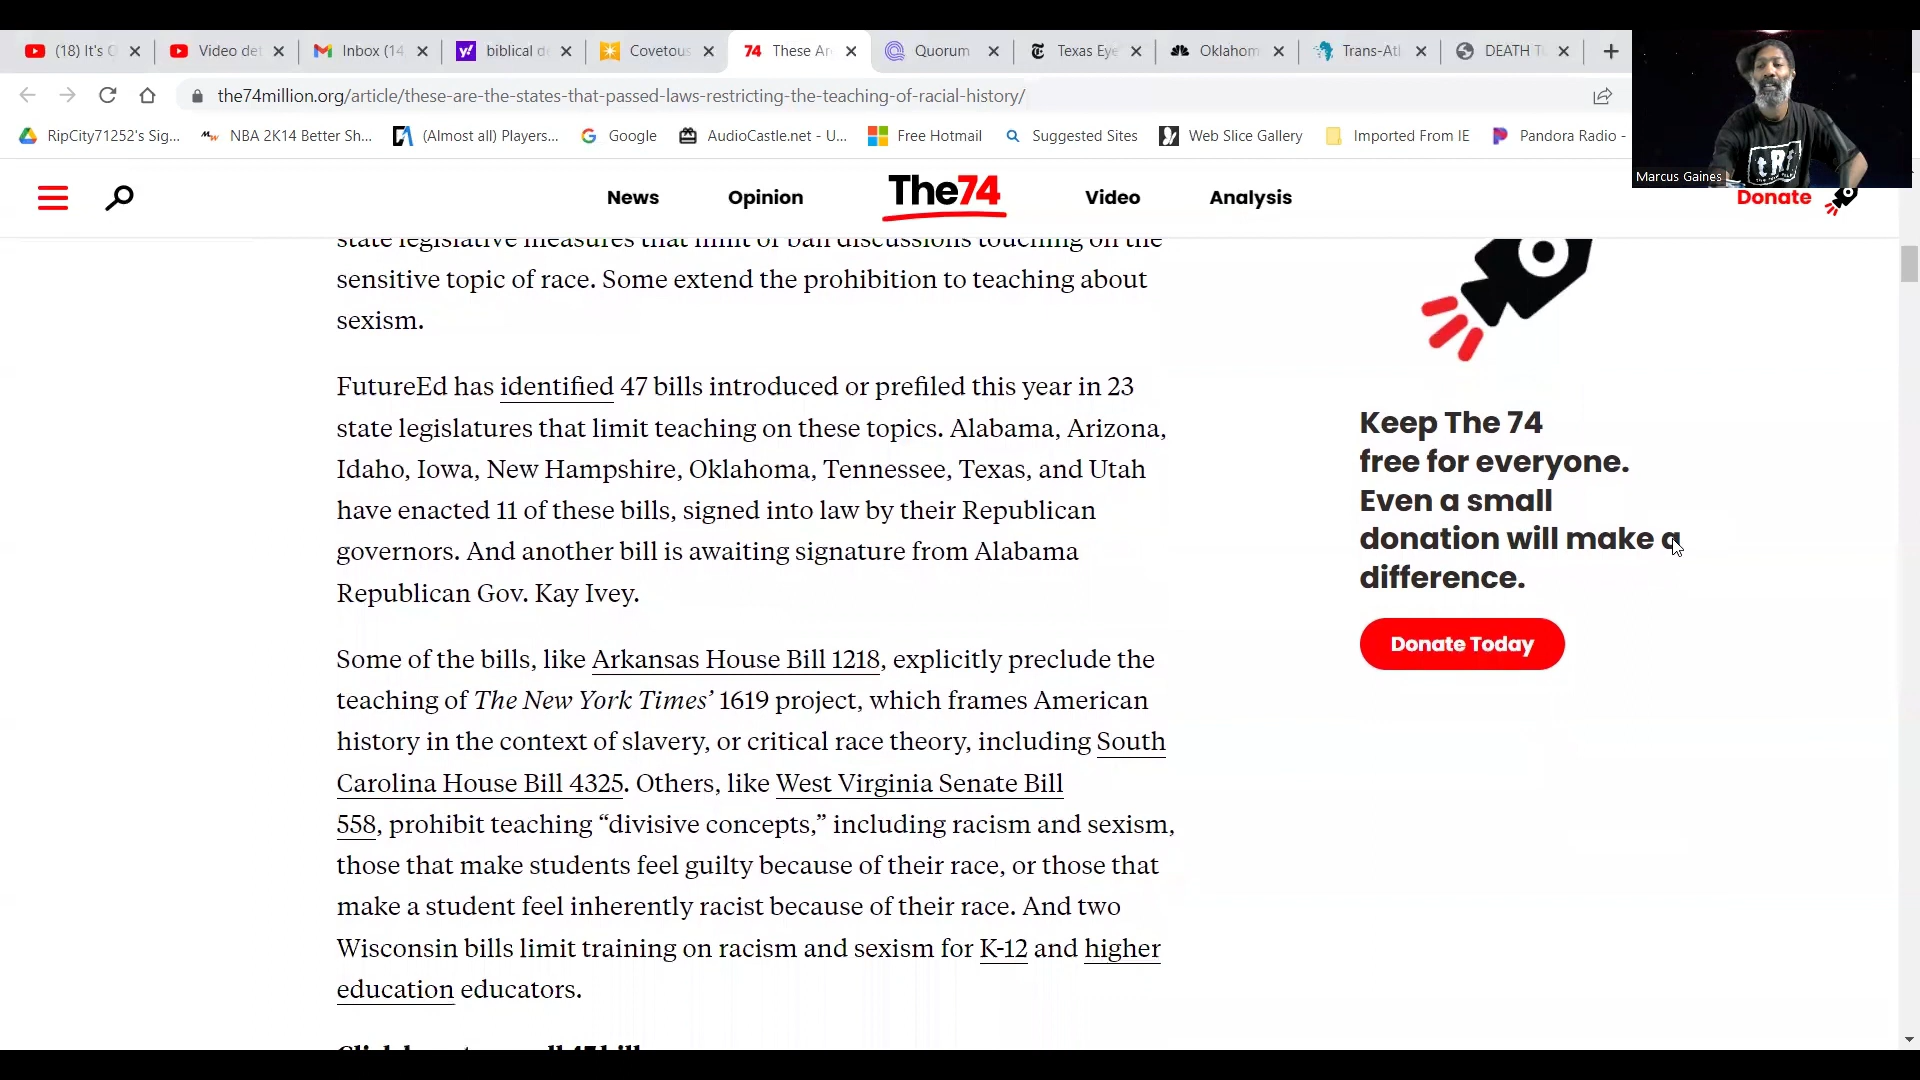 (18) It's
Video det
Inbox (14
biblical d
Covetous
These Ar
Quorum
Texas Eye
Oklahom
Trans-Atl
DEATH T
the74million.org/article/these-are-the-states-that-passed-laws-restricting-the-teaching-of-racial-history/
RipCity71252's Sig...
NBA 2K14 Better Sh...
(Almost all) Players...
Google
AudioCastle.net - U...
Free Hotmail
Suggested Sites
Web Slice Gallery
Imported From IE
Pandora Radio -
Marcus Gaines
News
Opinion
The74
Video
Analysis
Donate
state legislative measures that limit or ban discussions touching on the
sensitive topic of race. Some extend the prohibition to teaching about
sexism.
FutureEd has identified 47 bills introduced or prefiled this year in 23
state legislatures that limit teaching on these topics. Alabama, Arizona,
Idaho, Iowa, New Hampshire, Oklahoma, Tennessee, Texas, and Utah
have enacted 11 of these bills, signed into law by their Republican
governors. And another bill is awaiting signature from Alabama
Republican Gov. Kay Ivey.
Some of the bills, like Arkansas House Bill 1218, explicitly preclude the
teaching of The New York Times’ 1619 project, which frames American
history in the context of slavery, or critical race theory, including South
Carolina House Bill 4325. Others, like West Virginia Senate Bill
558, prohibit teaching “divisive concepts,” including racism and sexism,
those that make students feel guilty because of their race, or those that
make a student feel inherently racist because of their race. And two
Wisconsin bills limit training on racism and sexism for K-12 and higher
education educators.
Keep The 74
free for everyone.
Even a small
donation will make a
difference.
Donate Today